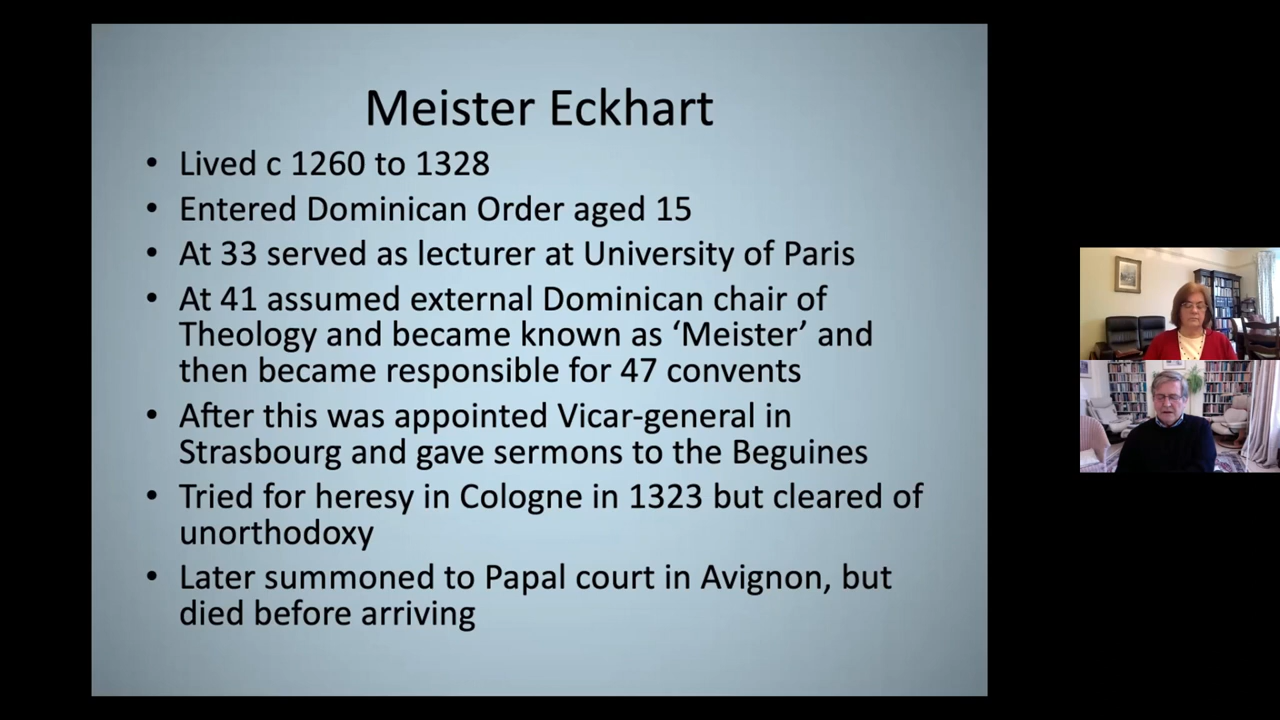 Meister Eckhart
• Lived c 1260 to 1328
• Entered Dominican Order aged 15
• At 33 served as lecturer at University of Paris
• At 41 assumed external Dominican chair of
Theology and became known as ‘Meister’ and
then became responsible for 47 convents
• After this was appointed Vicar-general in
Strasbourg and gave sermons to the Beguines
• Tried for heresy in Cologne in 1323 but cleared of
unorthodoxy
• Later summoned to Papal court in Avignon, but
died before arriving